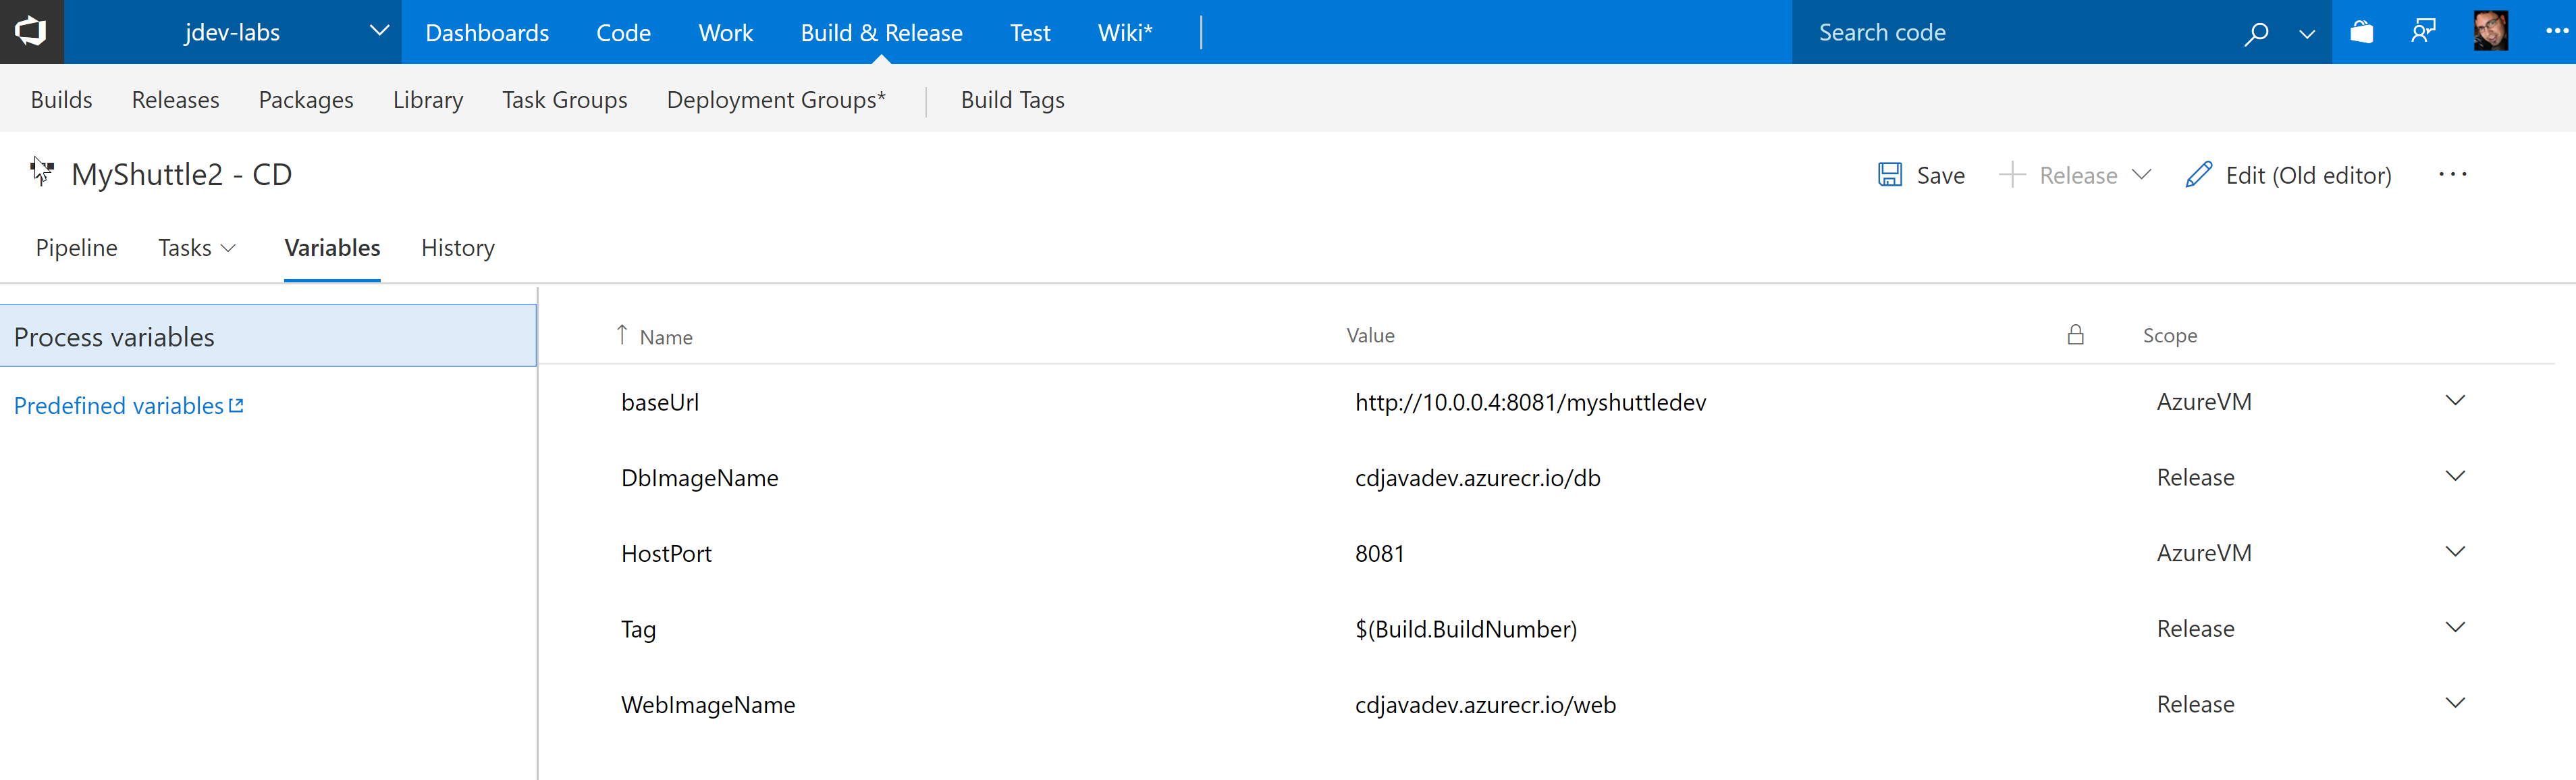 jdev-labs Dashboards Code Work Build & Release Test Wiki* Search code
Builds Releases Packages Library Task Groups Deployment Groups* Build Tags
MyShuttle2 - CD Save Release Edit (Old editor)
Pipeline Tasks Variables History
Process variables
Predefined variables
Name Value Scope
baseUrl http://10.0.0.4:8081/myshuttledev AzureVM
DbImageName cdjavadev.azurecr.io/db Release
HostPort 8081 AzureVM
Tag $(Build.BuildNumber) Release
WebImageName cdjavadev.azurecr.io/web Release